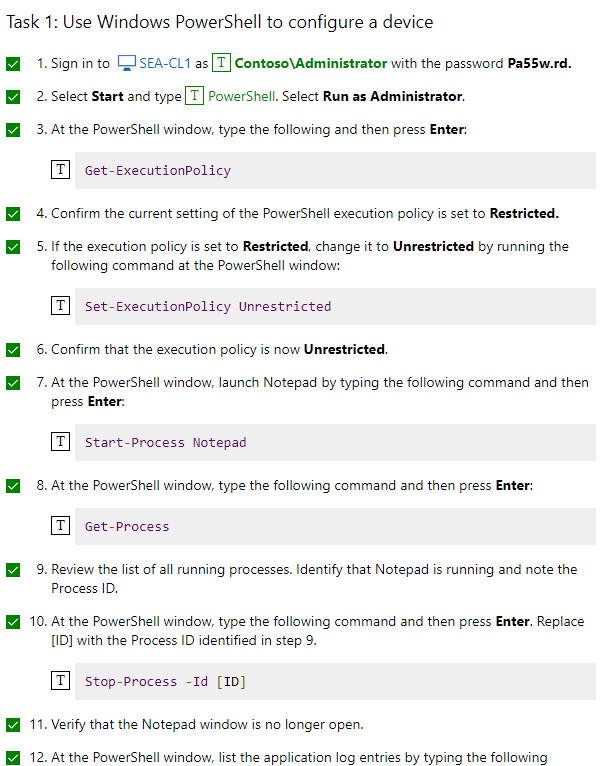 Task 1: Use Windows PowerShell to configure a device
1. Sign in to SEA-CL1 as T Contoso\Administrator with the password Pa55w.rd.
2. Select Start and type T PowerShell. Select Run as Administrator.
3. At the PowerShell window, type the following and then press Enter:
T Get-ExecutionPolicy
4. Confirm the current setting of the PowerShell execution policy is set to Restricted.
5. If the execution policy is set to Restricted, change it to Unrestricted by running the
following command at the PowerShell window:
T Set-ExecutionPolicy Unrestricted
6. Confirm that the execution policy is now Unrestricted.
7. At the PowerShell window, launch Notepad by typing the following command and then
press Enter:
T Start-Process Notepad
8. At the PowerShell window, type the following command and then press Enter:
T Get-Process
9. Review the list of all running processes. Identify that Notepad is running and note the
Process ID.
10. At the PowerShell window, type the following command and then press Enter. Replace
[ID] with the Process ID identified in step 9.
T Stop-Process -Id [ID]
11. Verify that the Notepad window is no longer open.
12. At the PowerShell window, list the application log entries by typing the following